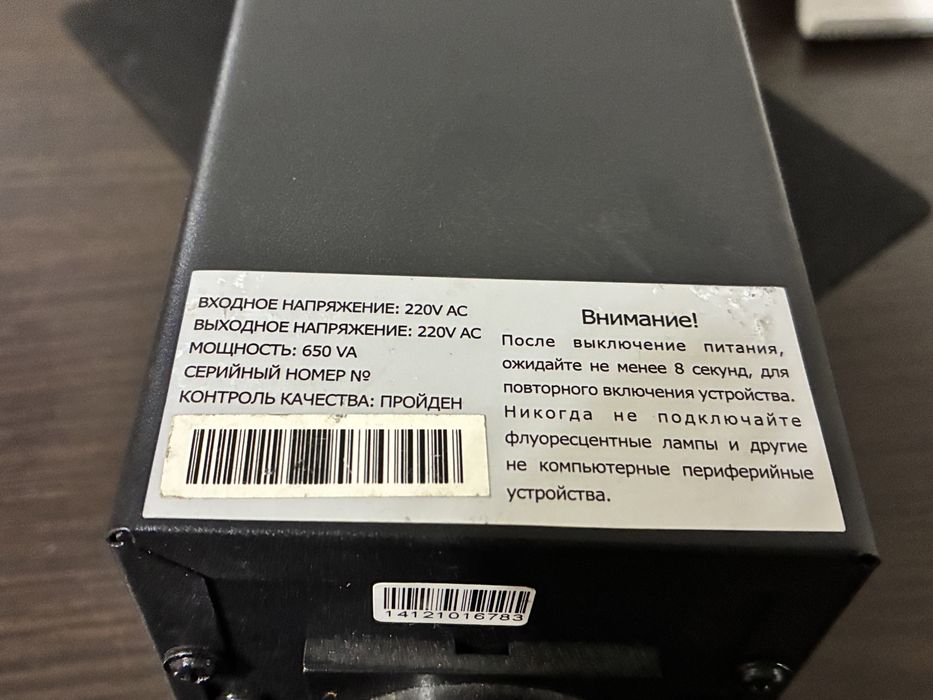 ВХОДНОЕ НАПРЯЖЕНИЕ: 220V AC
ВЫХОДНОЕ НАПРЯЖЕНИЕ: 220V AC
МОЩНОСТЬ: 650 VA
СЕРИЙНЫЙ НОМЕР №
КОНТРОЛЬ КАЧЕСТВА: ПРОЙДЕН
Внимание!
После выключение питания,
ожидайте не менее 8 секунд, для
повторного включения устройства.
Никогда не подключайте
флуоресцентные лампы и другие
не компьютерные периферийные
устройства.
14121016783